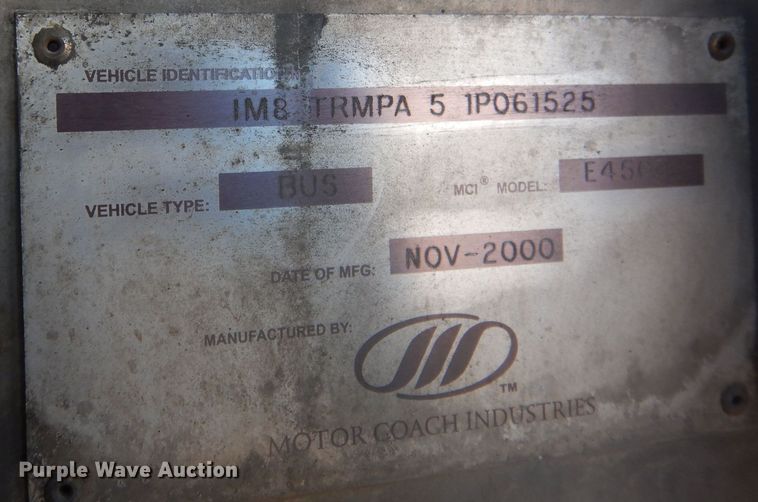 VEHICLE IDENTIFICATION
1M8 TRMPA 5 1P061525
VEHICLE TYPE: BUS MCI® MODEL:
DATE OF MFG: NOV-2000
MANUFACTURED BY:
TM
MOTOR COACH INDUSTRIES
Purple Wave Auction